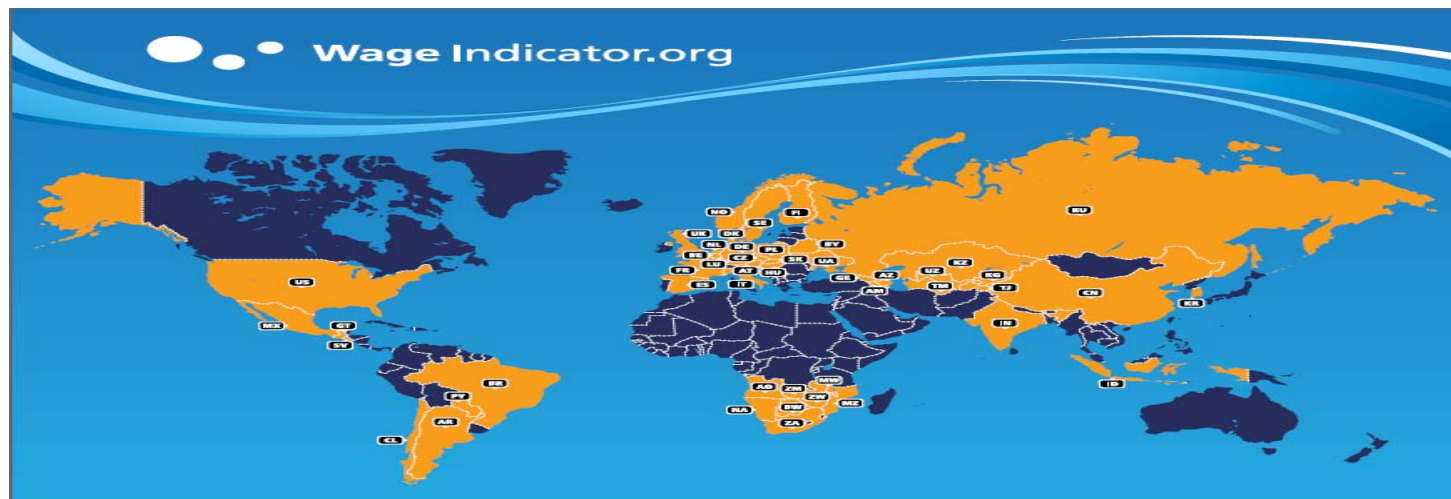 Wage Indicator.org
NO
SE
FI
RU
UK
DK
NL
DE
PL
BY
BE
CZ
SK
UA
LU
FR
AT
HU
ES
IT
GE
AZ
AM
KZ
UZ
KG
TM
TJ
CN
KR
IN
ID
US
MX
GT
SV
BR
PY
AR
CL
AO
ZM
MW
ZW
MZ
NA
BW
ZA